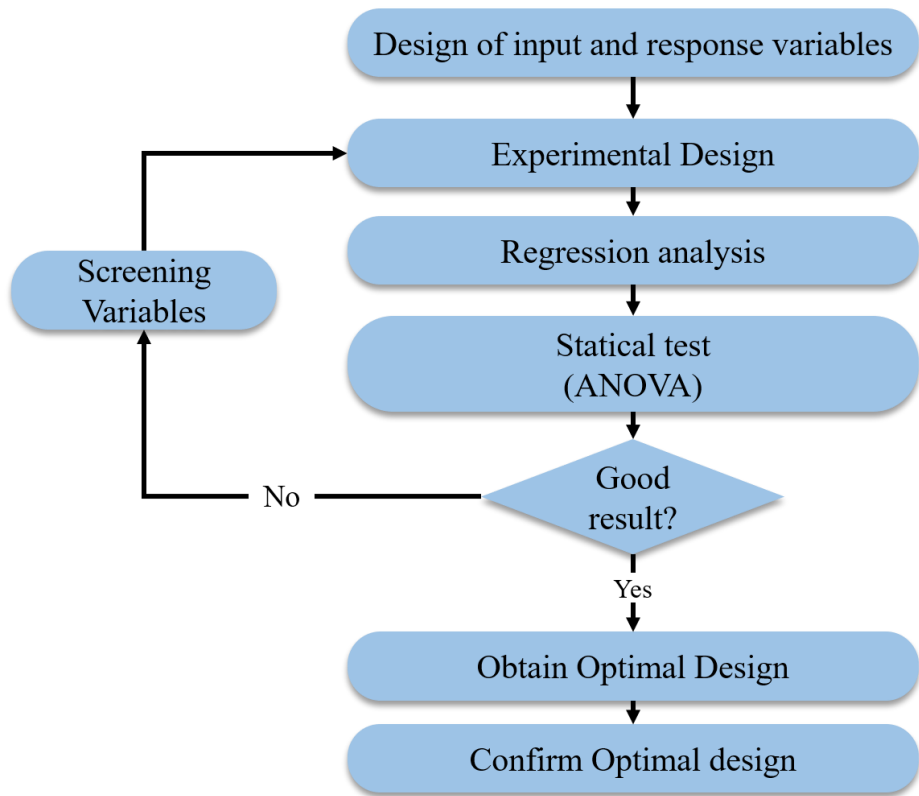 Design of input and response variables
Experimental Design
Regression analysis
Screening
Variables
Statical test
(ANOVA)
Good
result?
No
Yes
Obtain Optimal Design
Confirm Optimal design